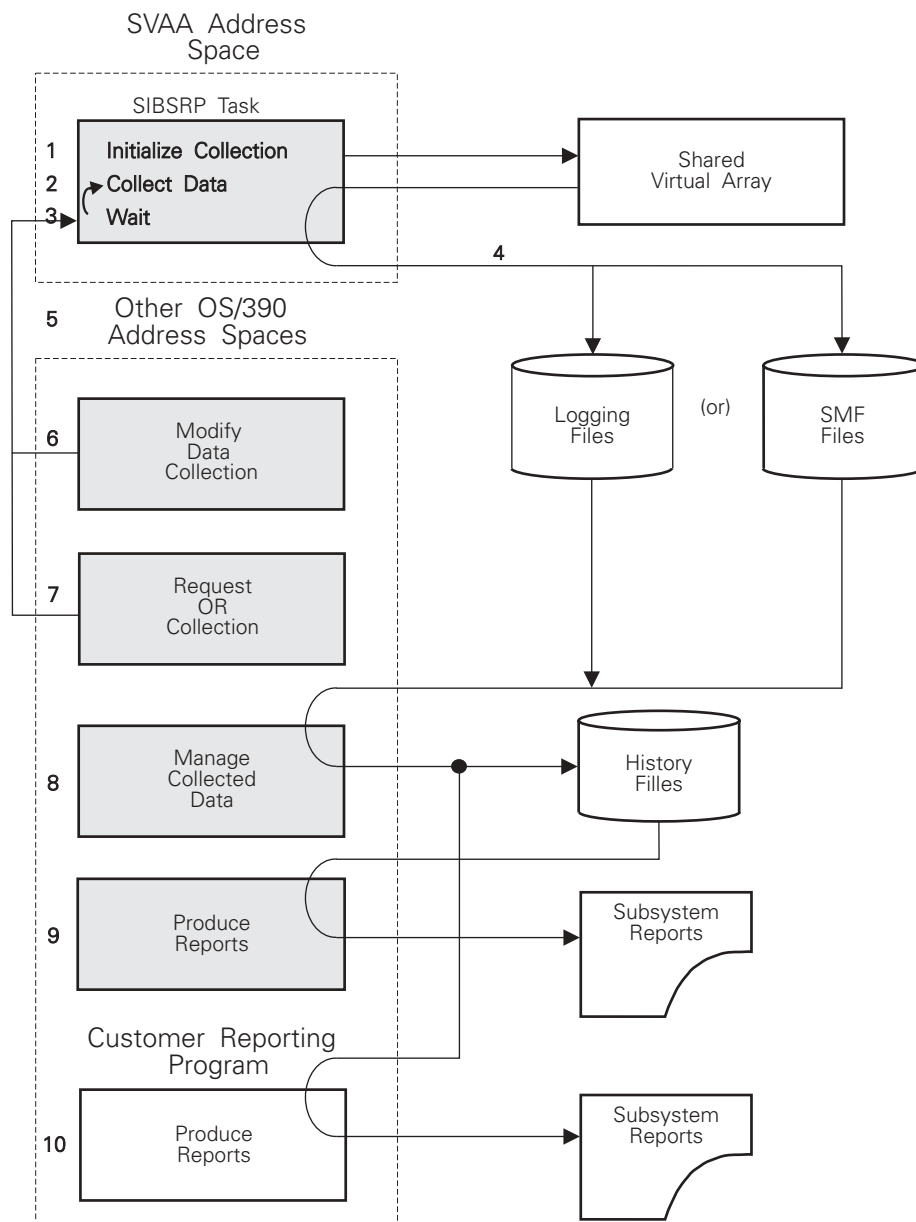 SVAA Address
Space
SIBSRP Task
1 Initialize Collection
2 Collect Data
3 Wait
Shared
Virtual Array
4
5 Other OS/390
Address Spaces
6 Modify
Data
Collection
Logging
Files
(or)
SMF
Files
7 Request
OR
Collection
8 Manage
Collected
Data
History
Filles
9 Produce
Reports
Subsystem
Reports
Customer Reporting
Program
10 Produce
Reports
Subsystem
Reports